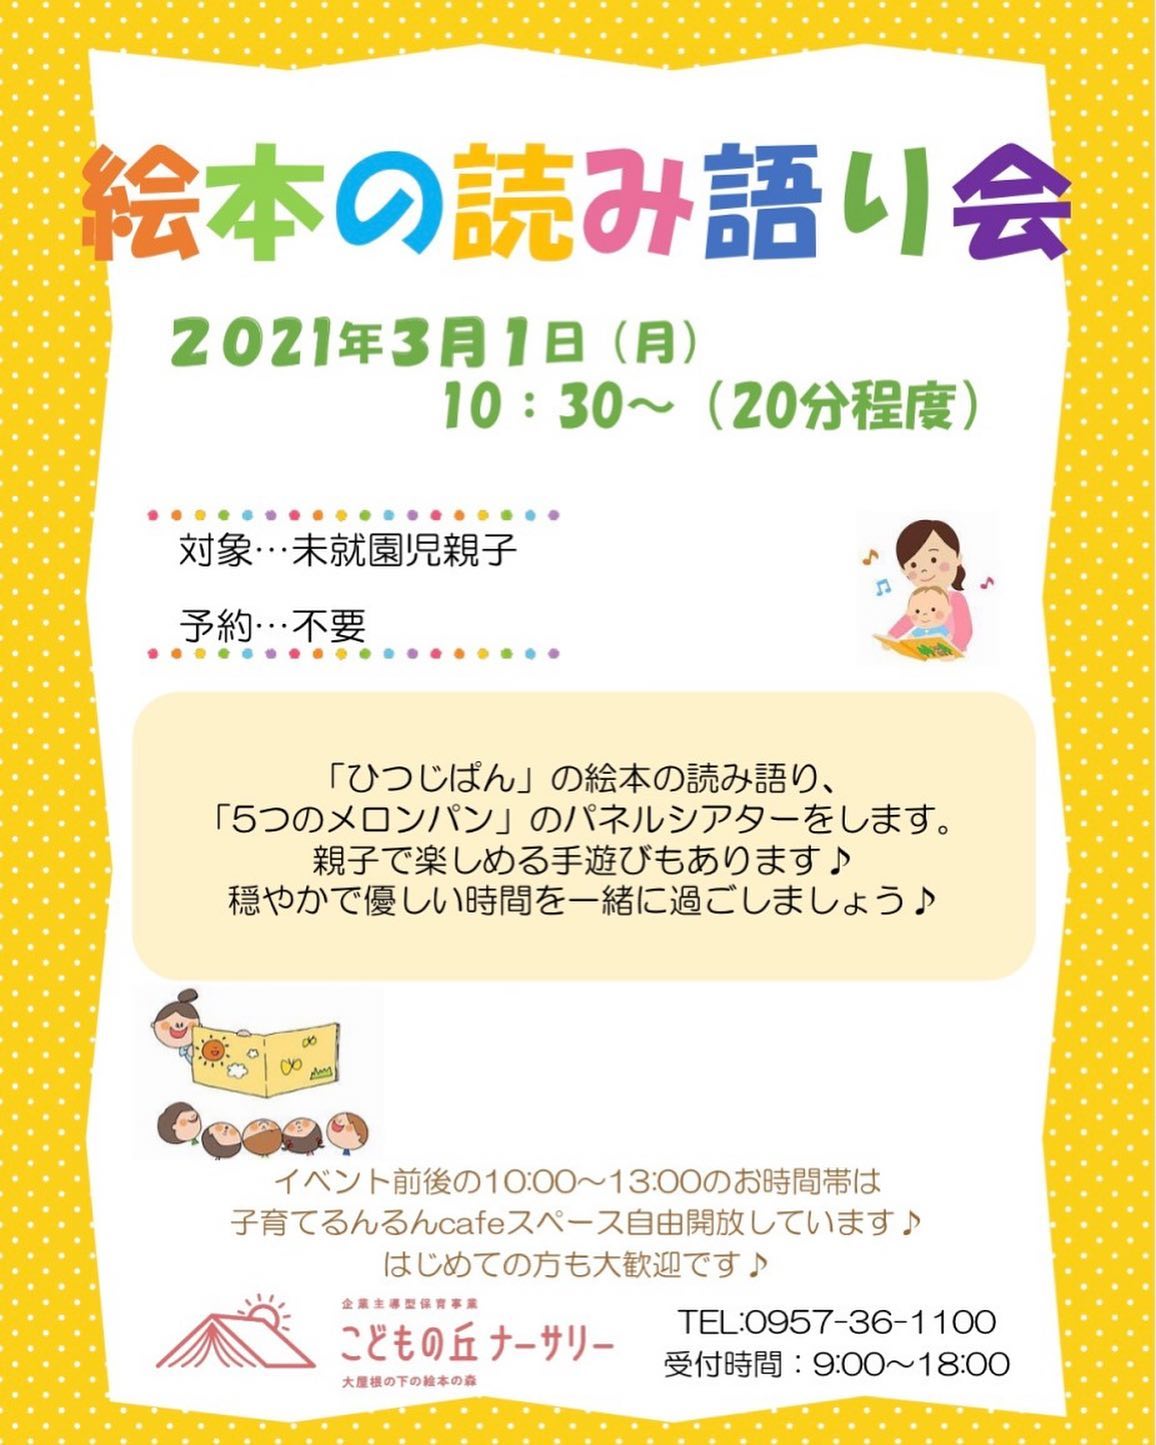 絵本の読み語り会
2021年3月1日（月）
10：30～（20分程度）
対象…未就園児親子
予約…不要
「ひつじぱん」の絵本の読み語り、
「5つのメロンパン」のパネルシアターをします。
親子で楽しめる手遊びもあります♪
穏やかで優しい時間を一緒に過ごしましょう♪
イベント前後の10:00～13:00のお時間帯は
子育てるんるんcafeスペース自由開放しています♪
はじめての方も大歓迎です♪
企業主導型保育事業
こどもの丘ナーサリー
大屋根の下の絵本の森
TEL:0957-36-1100
受付時間：9:00～18:00